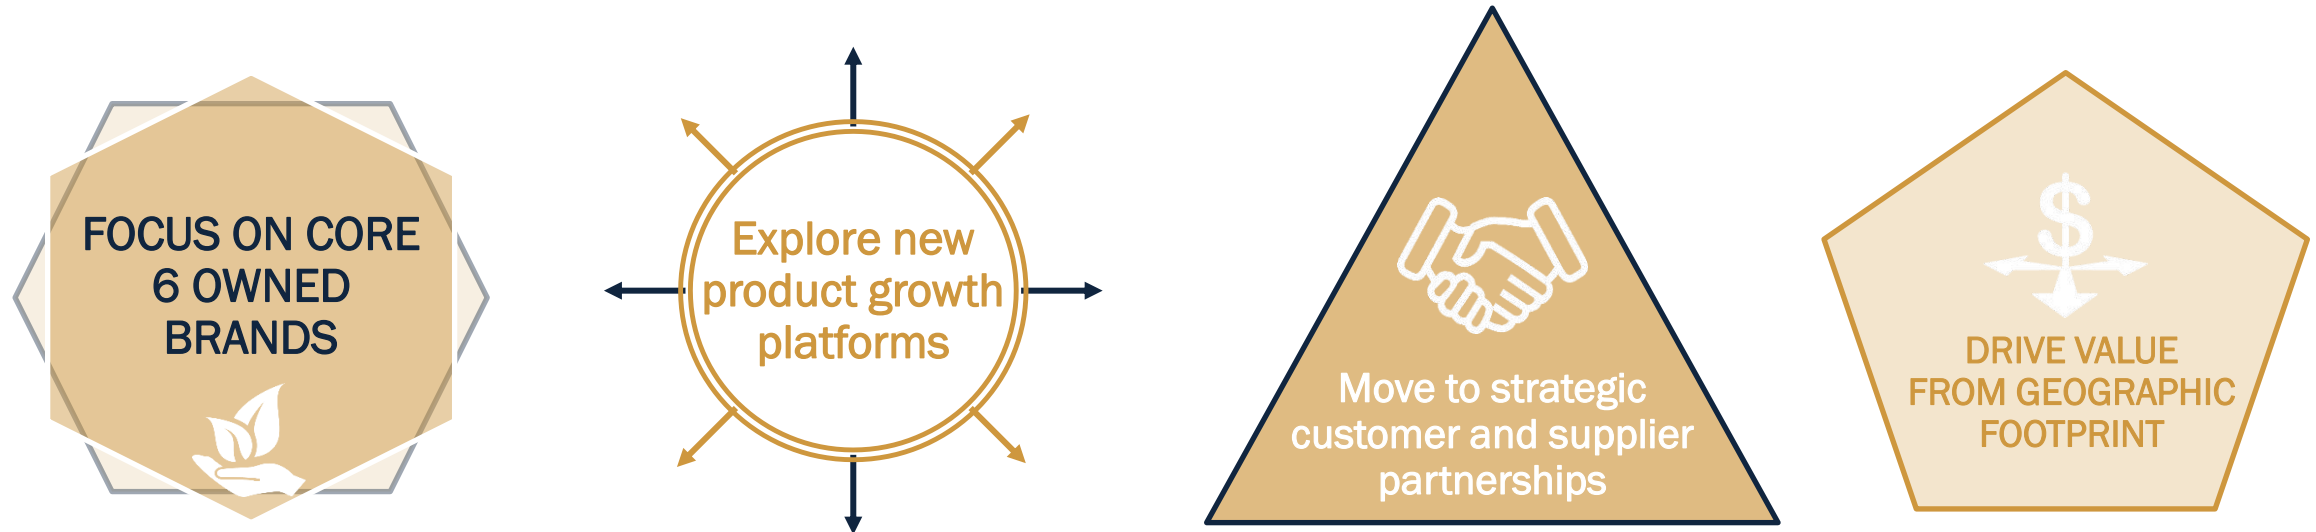 FOCUS ON CORE
6 OWNED
BRANDS
Explore new
product growth
platforms
Move to strategic
customer and supplier
partnerships
$
DRIVE VALUE
FROM GEOGRAPHIC
FOOTPRINT